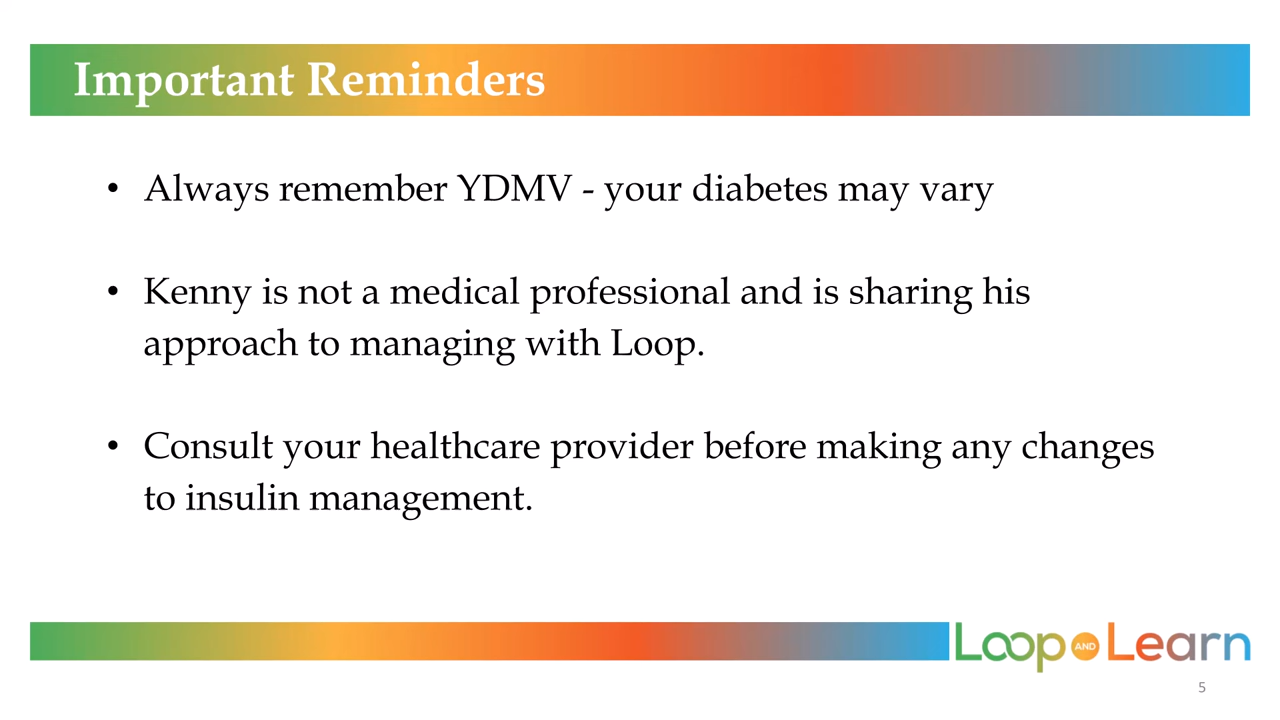 Important Reminders
• Always remember YDMV - your diabetes may vary
• Kenny is not a medical professional and is sharing his
approach to managing with Loop.
• Consult your healthcare provider before making any changes
to insulin management.
Loop AND Learn
5